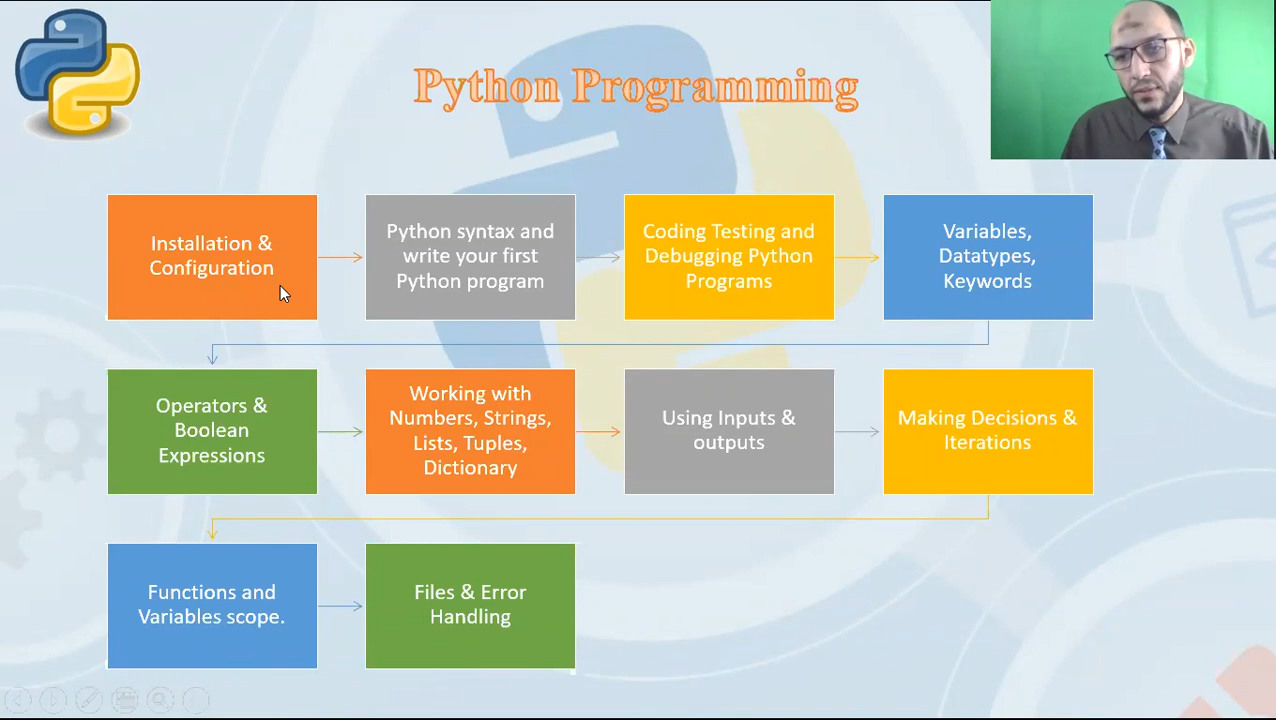 Python Programming
Installation &
Configuration
Python syntax and
write your first
Python program
Coding Testing and
Debugging Python
Programs
Variables,
Datatypes,
Keywords
Operators &
Boolean
Expressions
Working with
Numbers, Strings,
Lists, Tuples,
Dictionary
Using Inputs &
outputs
Making Decisions &
Iterations
Functions and
Variables scope.
Files & Error
Handling